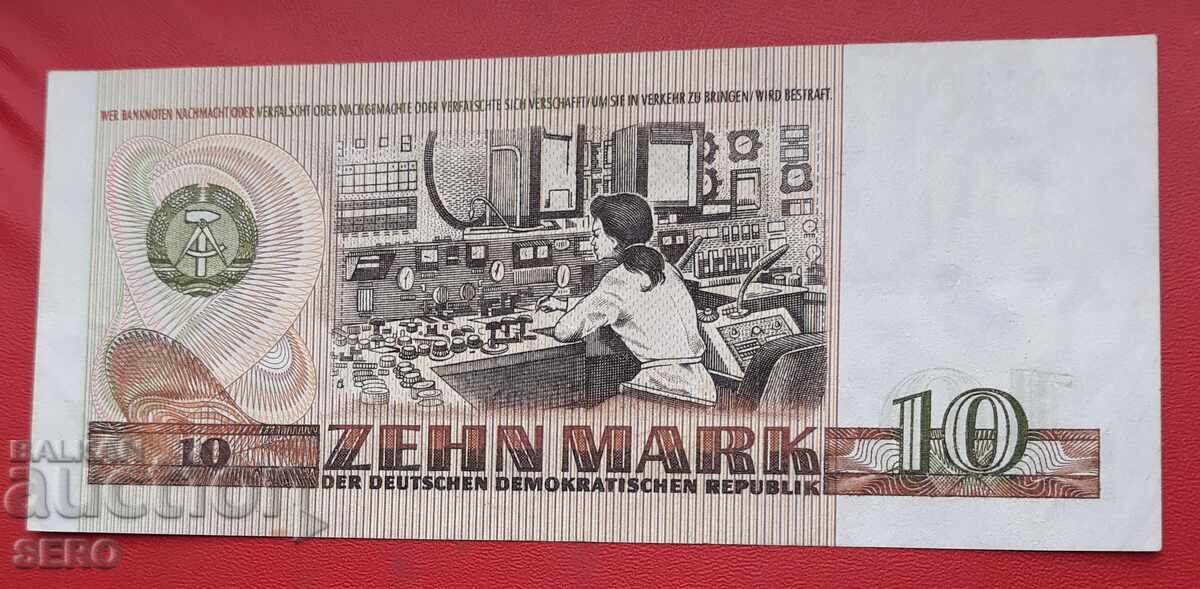 WER BANKNOTEN NACHMACHT ODER VERFÄLSCHT ODER NACHGEMACHTE ODER VERFÄLSCHTE SICH VERSCHAFFT/UM SIE IN VERKEHR ZU BRINGEN/WIRD BESTRAFT.
10
ZEHN MARK
10
DER DEUTSCHEN DEMOKRATISCHEN REPUBLIK
BALKAN
auction
SERO